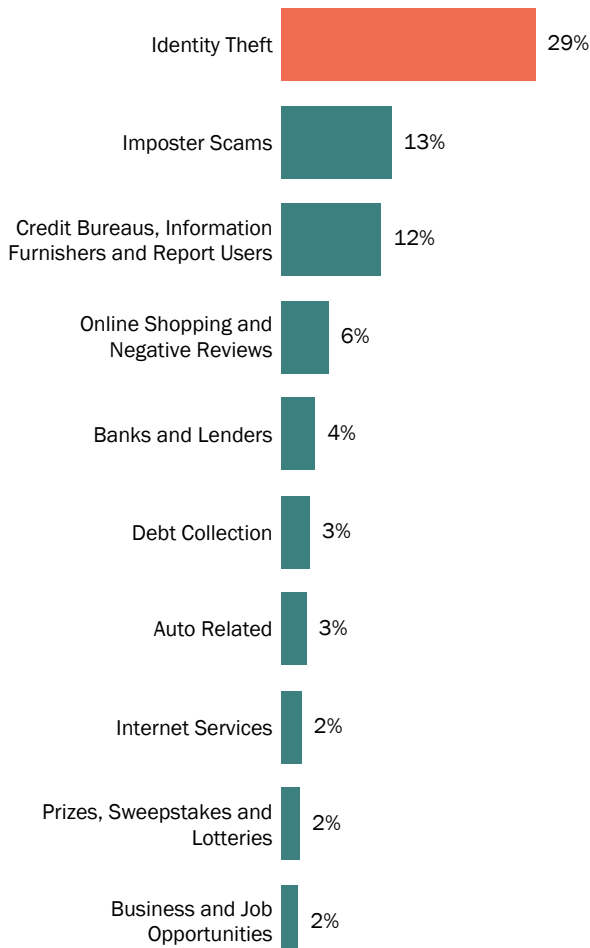 Identity Theft
29%
Imposter Scams
13%
Credit Bureaus, Information
Furnishers and Report Users
12%
Online Shopping and
Negative Reviews
6%
Banks and Lenders
4%
Debt Collection
3%
Auto Related
3%
Internet Services
2%
Prizes, Sweepstakes and
Lotteries
2%
Business and Job
Opportunities
2%